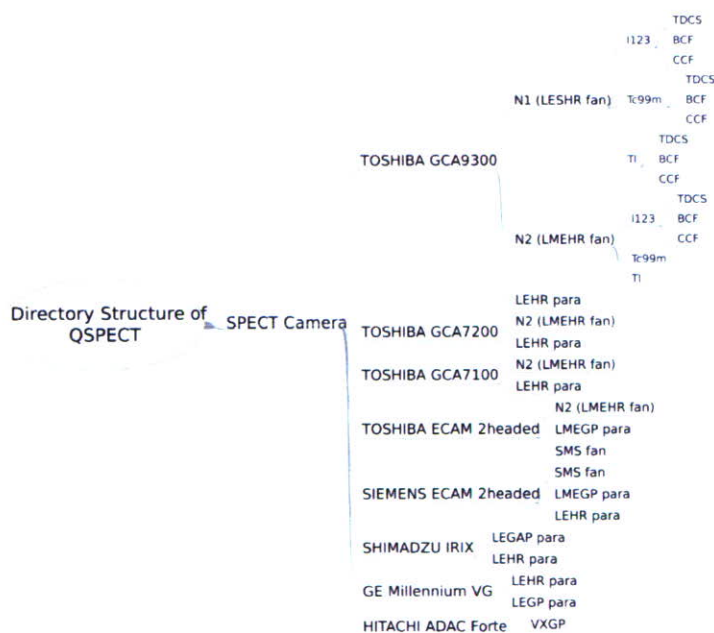 TDCS
I123
BCF
CCF
TDCS
N1 (LESHR fan)
Tc99m
BCF
CCF
TDCS
TOSHIBA GCA9300
Tl
BCF
CCF
TDCS
I123
BCF
N2 (LMEHR fan)
CCF
Tc99m
Tl
Directory Structure of
QSPECT
SPECT Camera
LEHR para
TOSHIBA GCA7200
N2 (LMEHR fan)
LEHR para
TOSHIBA GCA7100
N2 (LMEHR fan)
LEHR para
N2 (LMEHR fan)
TOSHIBA ECAM 2headed
LMEGP para
SMS fan
SMS fan
SIEMENS ECAM 2headed
LMEGP para
LEHR para
SHIMADZU IRIX
LEGAP para
LEHR para
GE Millennium VG
LEHR para
LEGP para
HITACHI ADAC Forte
VXGP